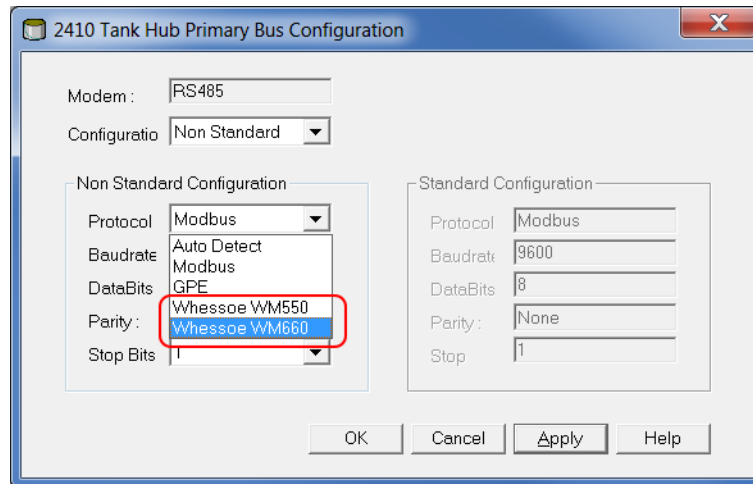 2410 Tank Hub Primary Bus Configuration
X
Modem : RS485
Configuratio Non Standard
Non Standard Configuration
Protocol Modbus
Auto Detect
Baudrate
Modbus
DataBits GPE
Whessoe WM550
Parity : Whessoe WM660
Stop Bits
Standard Configuration
Protocol Modbus
Baudrate 9600
DataBits 8
Parity : None
Stop 1
OK Cancel Apply Help